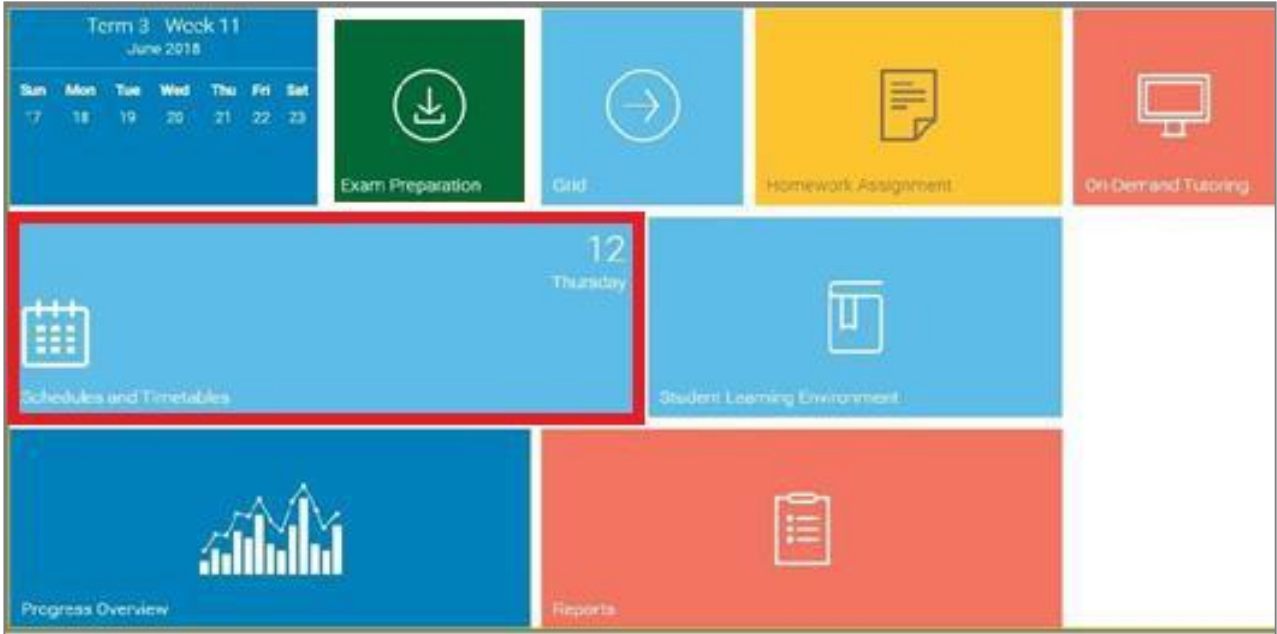 Term 3 Week 11
June 2018
Sun Mon Tue Wed Thu Fri Sat
17 18 19 20 21 22 23
Exam Preparation
Grid
Homework Assignment
On-Demand Tutoring
12
Thursday
Schedules and Timetables
Student Learning Environment
Progress Overview
Reports